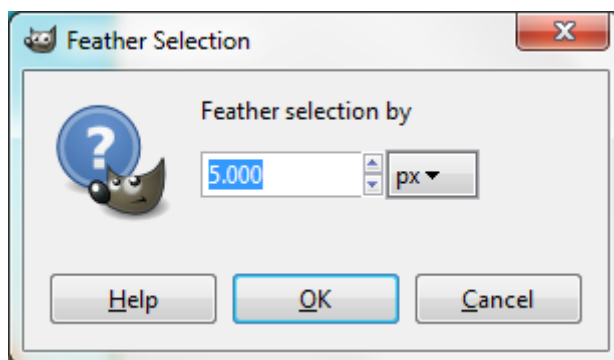 Feather Selection
Feather selection by
5.000 px
Help OK Cancel